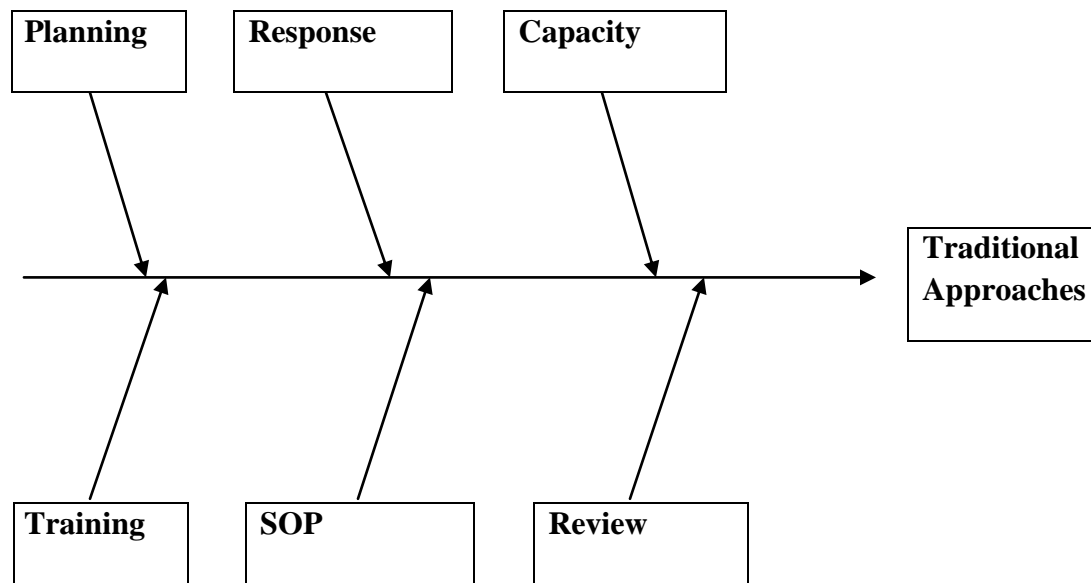 Planning
Response
Capacity
Traditional
Approaches
Training
SOP
Review